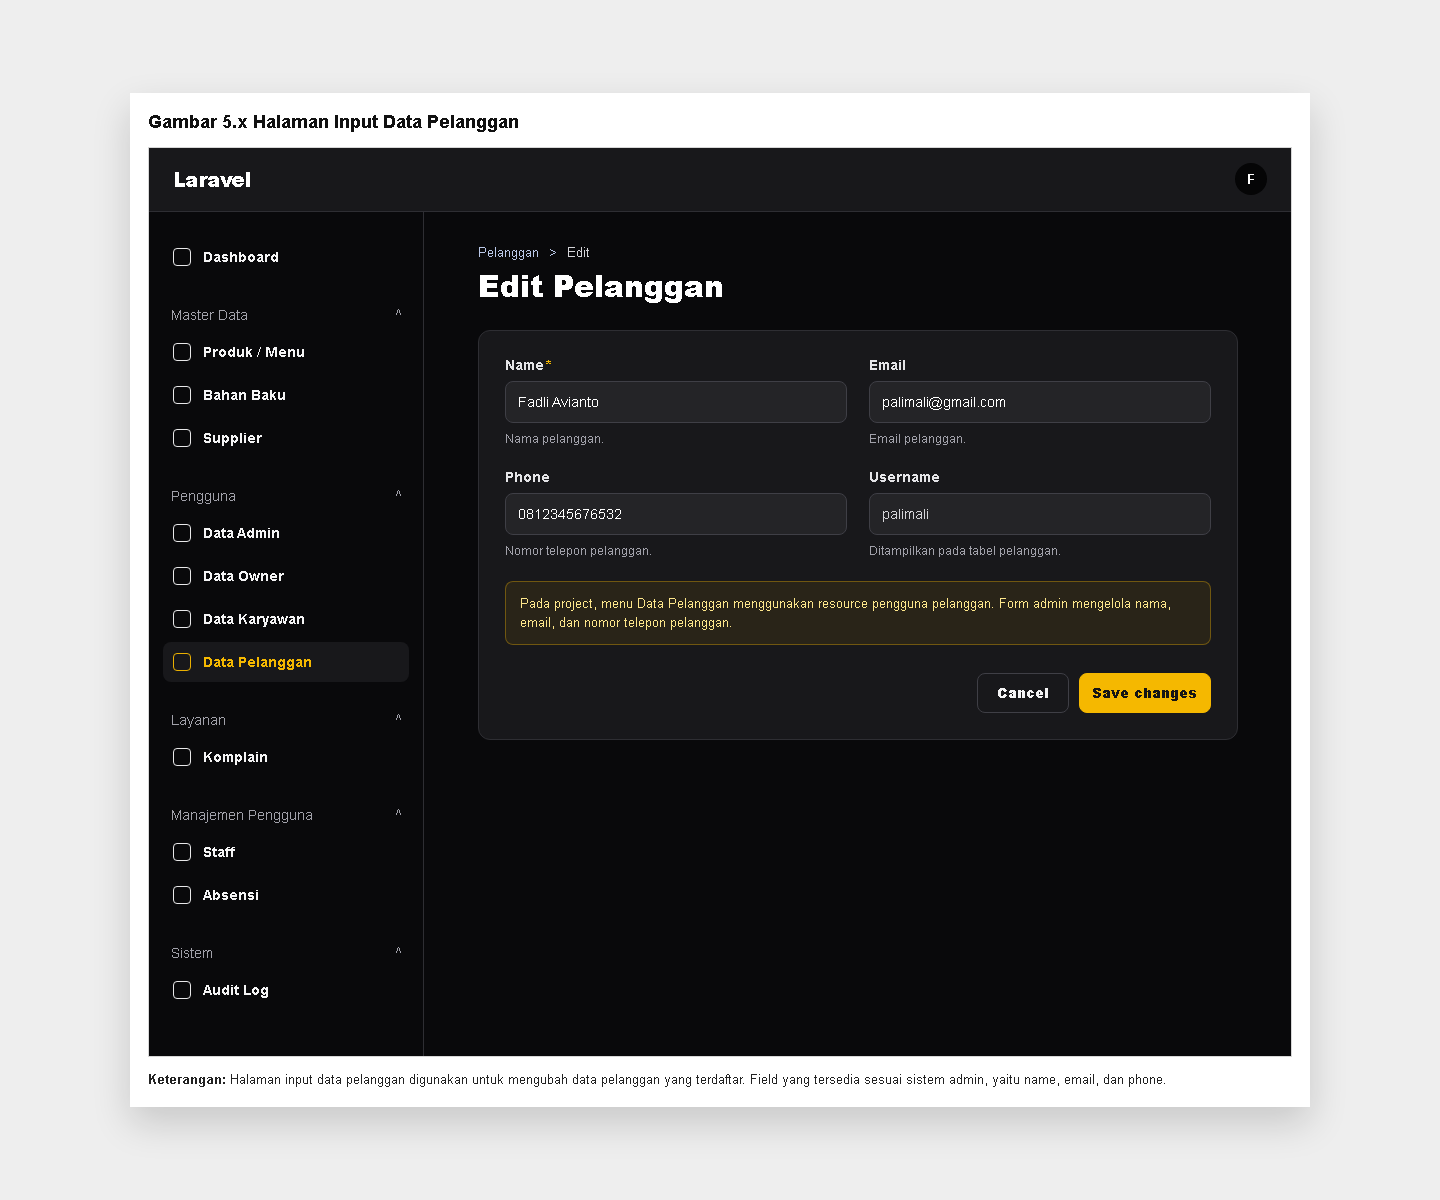 Gambar 5.x Halaman Input Data Pelanggan
Laravel
F
Dashboard
Master Data ^
Produk / Menu
Bahan Baku
Supplier
Pengguna ^
Data Admin
Data Owner
Data Karyawan
Data Pelanggan
Layanan ^
Komplain
Manajemen Pengguna ^
Staff
Absensi
Sistem ^
Audit Log
Pelanggan > Edit
Edit Pelanggan
Name*
Fadli Avianto
Nama pelanggan.
Email
palimali@gmail.com
Email pelanggan.
Phone
0812345676532
Nomor telepon pelanggan.
Username
palimali
Ditampilkan pada tabel pelanggan.
Pada project, menu Data Pelanggan menggunakan resource pengguna pelanggan. Form admin mengelola nama,
email, dan nomor telepon pelanggan.
Cancel
Save changes
Keterangan: Halaman input data pelanggan digunakan untuk mengubah data pelanggan yang terdaftar. Field yang tersedia sesuai sistem admin, yaitu name, email, dan phone.